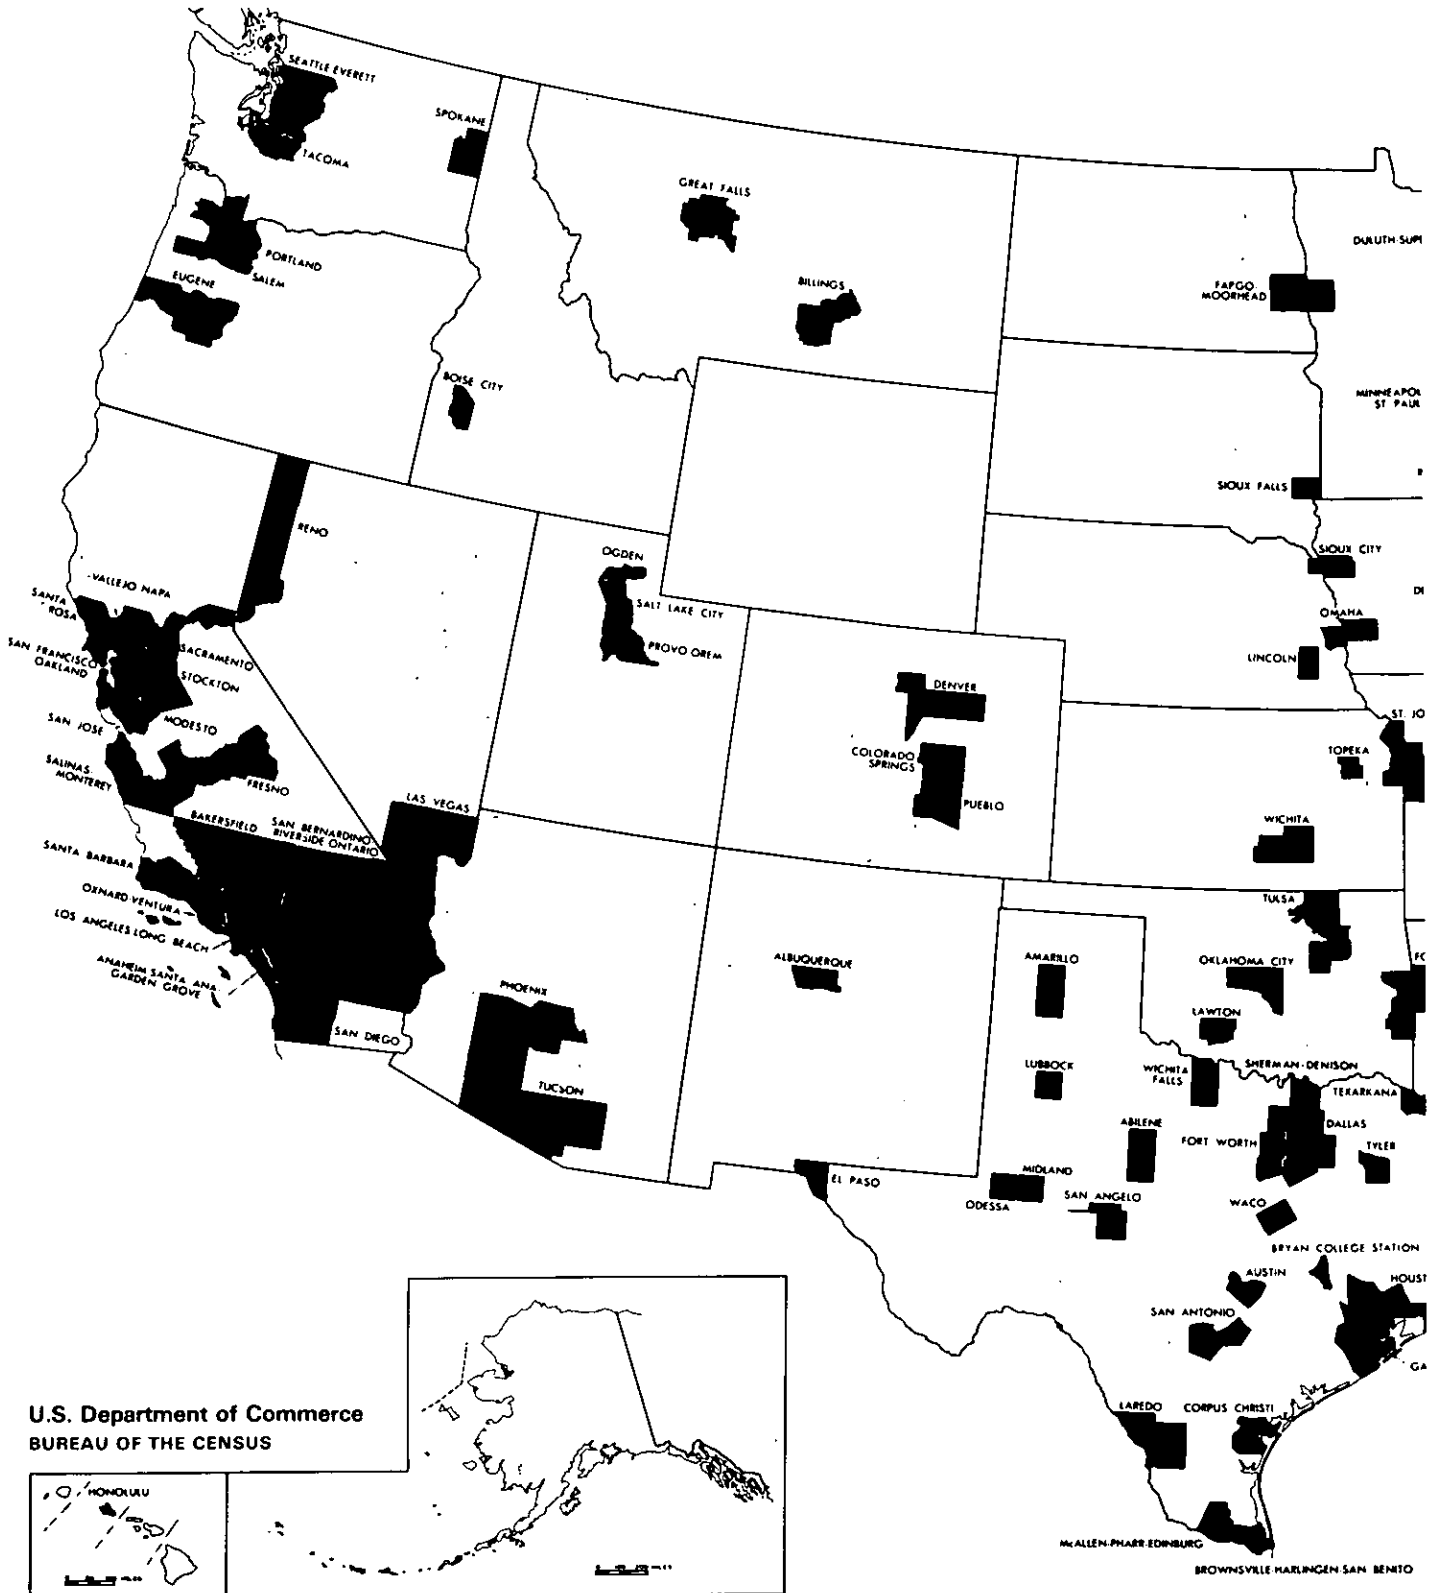 SEATTLE EVERETT
SPOKANE
TACOMA
GREAT FALLS
PORTLAND
SALEM
EUGENE
BILLINGS
DULUTH-SUPE
FARGO-
MOORHEAD
BOISE CITY
MINNEAPOL
ST PAUL
SIOUX FALLS
RENO
OGDEN
SIOUX CITY
VALLEJO NAPA
SANTA
ROSA
SALT LAKE CITY
OMAHA
SAN FRANCISCO
OAKLAND
SACRAMENTO
PROVO OREM
LINCOLN
STOCKTON
DENVER
SAN JOSE
MODESTO
ST. JO
COLORADO
SPRINGS
TOPEKA
SALINAS-
MONTEREY
FRESNO
LAS VEGAS
PUEBLO
BAKERSFIELD
SAN BERNARDINO-
RIVERSIDE ONTARIO
WICHITA
SANTA BARBARA
OXNARD-VENTURA
TULSA
LOS ANGELES LONG BEACH
ANAHEIM SANTA ANA-
GARDEN GROVE
ALBUQUERQUE
AMARILLO
OKLAHOMA CITY
FO
PHOENIX
LAWTON
SAN DIEGO
LUBBOCK
WICHITA
FALLS
SHERMAN-DENISON
TUCSON
TEXARKANA
ABILENE
DALLAS
FORT WORTH
TYLER
EL PASO
MIDLAND
ODESSA
SAN ANGELO
WACO
BRYAN COLLEGE STATION
AUSTIN
HOUST
SAN ANTONIO
GA
U.S. Department of Commerce
BUREAU OF THE CENSUS
LAREDO
CORPUS CHRISTI
HONOLULU
McALLEN-PHARR-EDINBURG
BROWNSVILLE-HARLINGEN-SAN BENITO